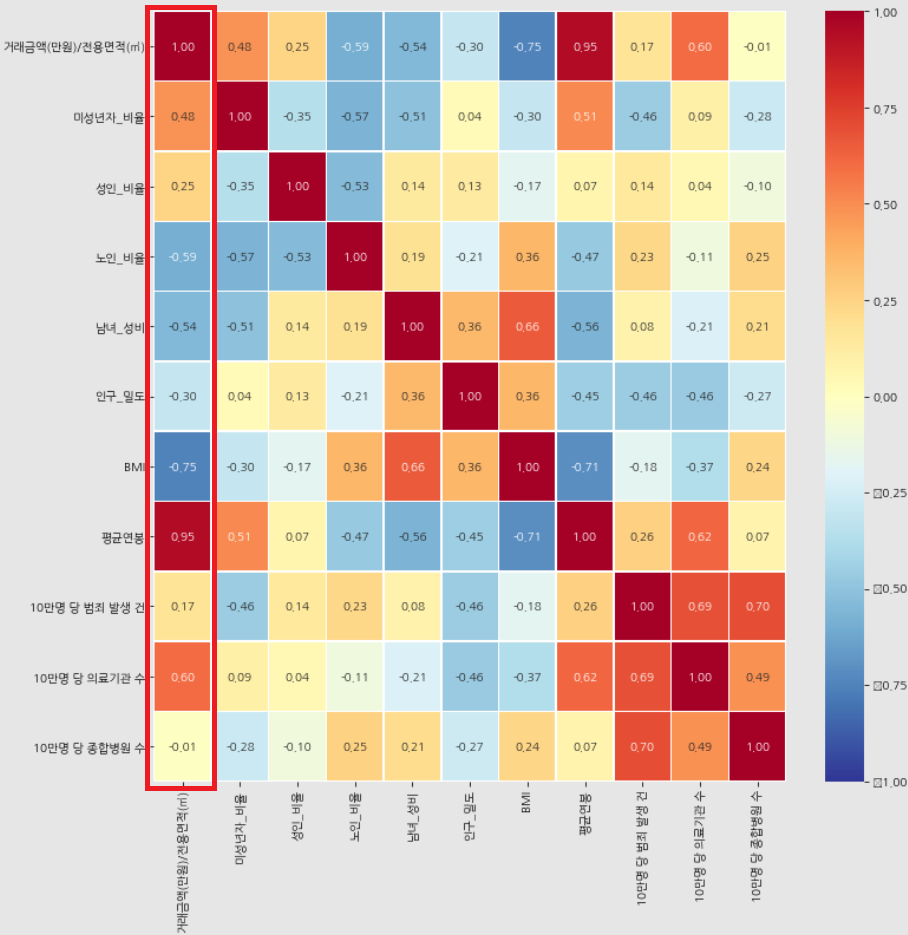 거래금액(만원)/전용면적(㎡) 1.00 0.48 0.25 -0.59 -0.54 -0.30 -0.75 0.95 0.17 0.60 -0.01
미성년자_비율 0.48 1.00 -0.35 -0.57 -0.51 0.04 -0.30 0.51 -0.46 0.09 -0.28
성인_비율 0.25 -0.35 1.00 -0.53 0.14 0.13 -0.17 0.07 0.14 0.04 -0.10
노인_비율 -0.59 -0.57 -0.53 1.00 0.19 -0.21 0.36 -0.47 0.23 -0.11 0.25
남녀_성비 -0.54 -0.51 0.14 0.19 1.00 0.36 0.66 -0.56 0.08 -0.21 0.21
인구_밀도 -0.30 0.04 0.13 -0.21 0.36 1.00 0.36 -0.45 -0.46 -0.46 -0.27
BMI -0.75 -0.30 -0.17 0.36 0.66 0.36 1.00 -0.71 -0.18 -0.37 0.24
평균연봉 0.95 0.51 0.07 -0.47 -0.56 -0.45 -0.71 1.00 0.26 0.62 0.07
10만명 당 범죄 발생 건 0.17 -0.46 0.14 0.23 0.08 -0.46 -0.18 0.26 1.00 0.69 0.70
10만명 당 의료기관 수 0.60 0.09 0.04 -0.11 -0.21 -0.46 -0.37 0.62 0.69 1.00 0.49
10만명 당 종합병원 수 -0.01 -0.28 -0.10 0.25 0.21 -0.27 0.24 0.07 0.70 0.49 1.00
거래금액(만원)/전용면적(㎡)
미성년자_비율
성인_비율
노인_비율
남녀_성비
인구_밀도
BMI
평균연봉
10만명 당 범죄 발생 건
10만명 당 의료기관 수
10만명 당 종합병원 수
1.00
0.75
0.50
0.25
0.00
▯0.25
▯0.50
▯0.75
▯1.00